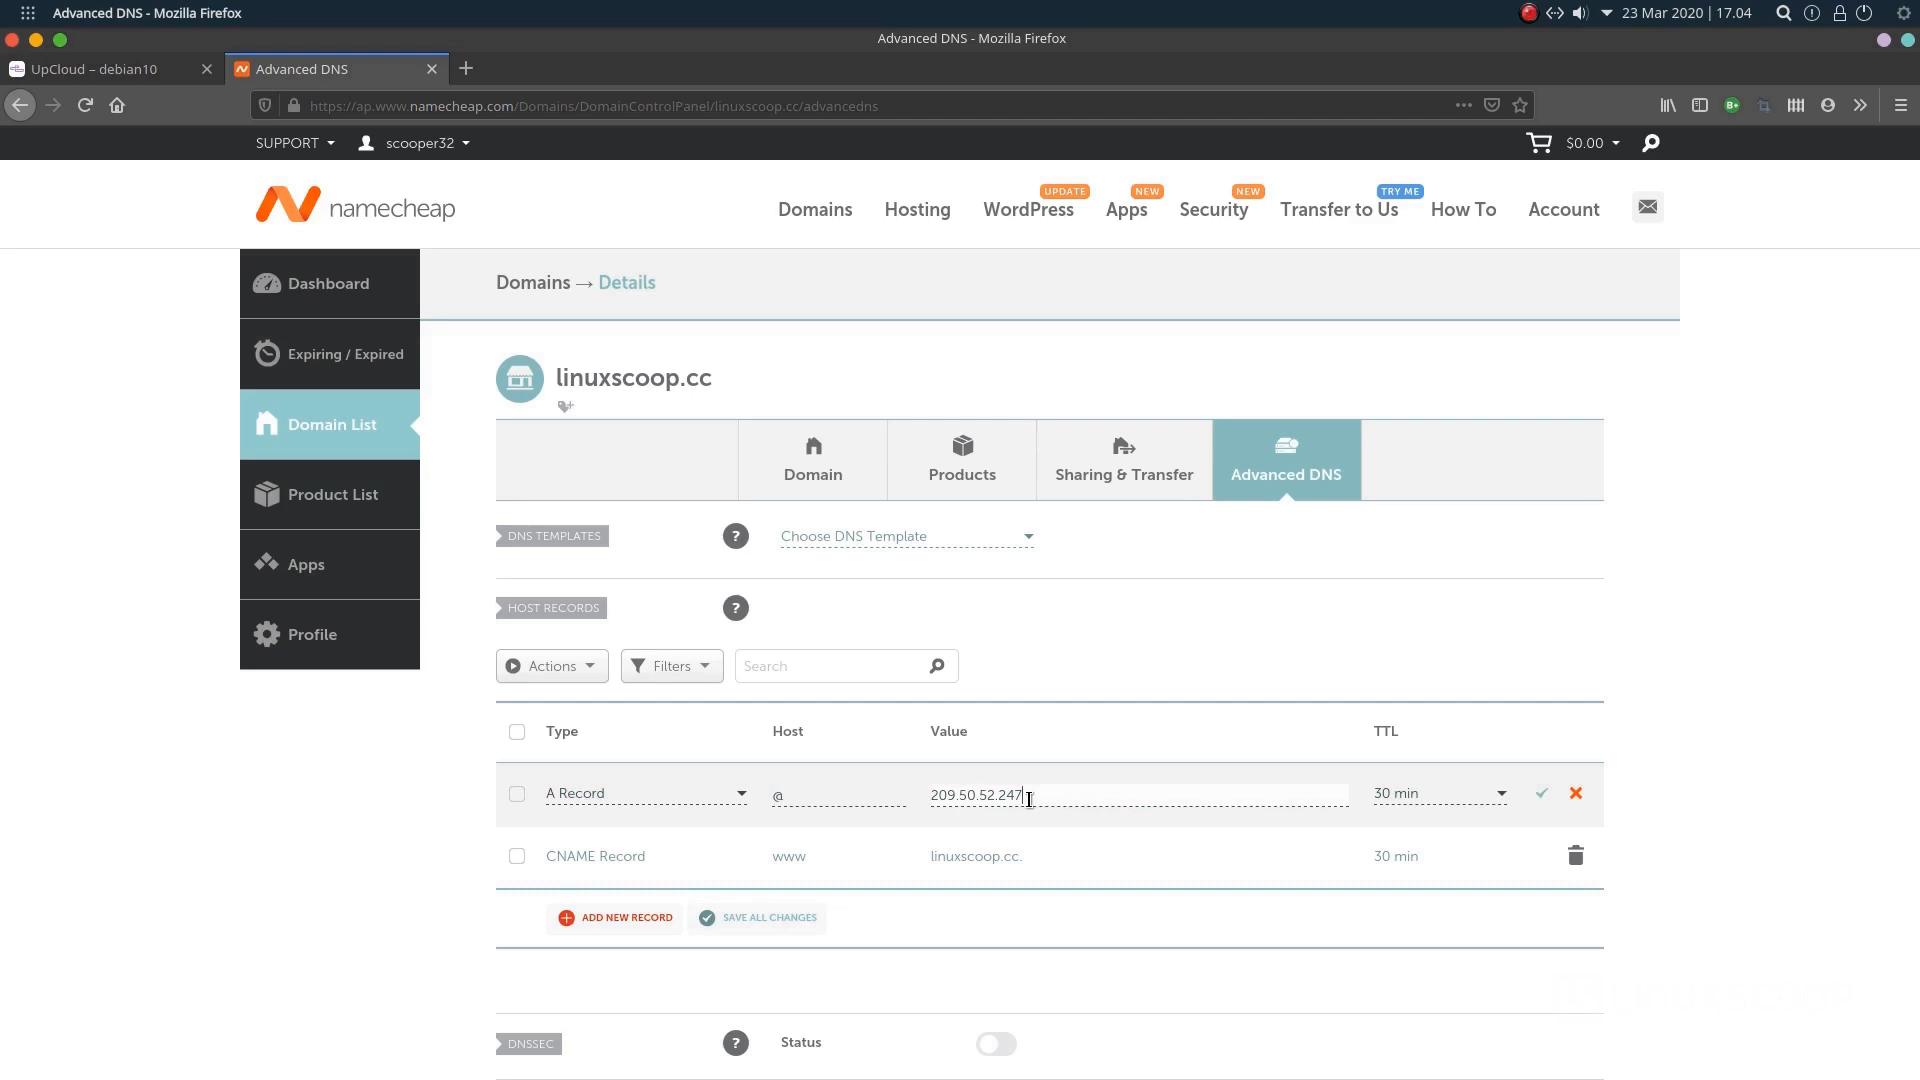 Advanced DNS - Mozilla Firefox
23 Mar 2020 | 17.04
Advanced DNS - Mozilla Firefox
UpCloud – debian10
Advanced DNS
https://ap.www.namecheap.com/Domains/DomainControlPanel/linuxscoop.cc/advancedns
B+
SUPPORT
scooper32
$0.00
namecheap
UPDATE
NEW
NEW
TRY ME
Domains
Hosting
WordPress
Apps
Security
Transfer to Us
How To
Account
Dashboard
Expiring / Expired
Domain List
Product List
Apps
Profile
Domains → Details
linuxscoop.cc
Domain
Products
Sharing & Transfer
Advanced DNS
DNS TEMPLATES
?
Choose DNS Template
HOST RECORDS
?
Actions
Filters
Search
Type Host Value TTL
A Record @ 209.50.52.247 30 min
CNAME Record www linuxscoop.cc. 30 min
ADD NEW RECORD
SAVE ALL CHANGES
DNSSEC
?
Status